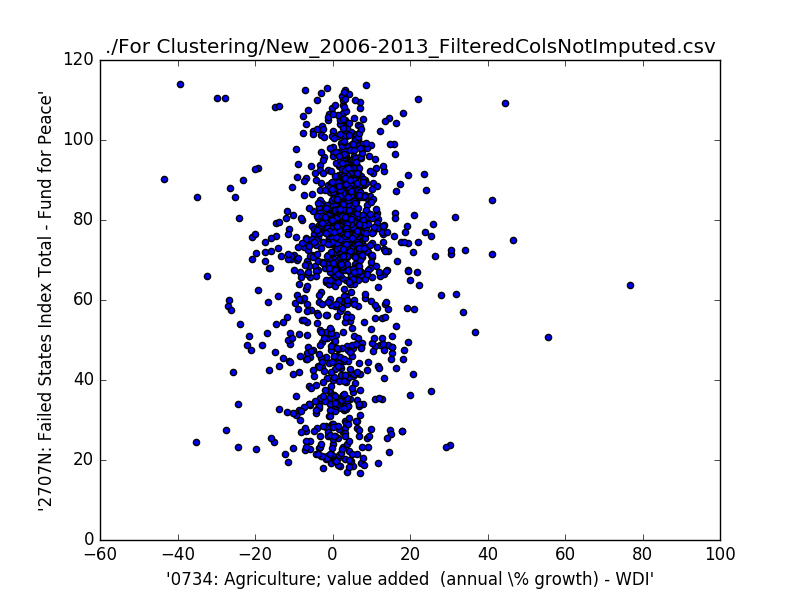 ./For Clustering/New_2006-2013_FilteredColsNotImputed.csv
120
100
80
60
40
20
0
'2707N: Failed States Index Total - Fund for Peace'
−60 −40 −20 0 20 40 60 80 100
'0734: Agriculture; value added  (annual \% growth) - WDI'